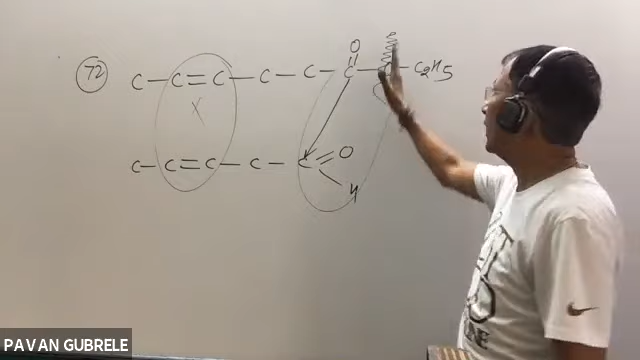 72
O
C—C=C—C—C—C—C—C2H5
C—C=C—C—C=O
X
H
PAVAN GUBRELE